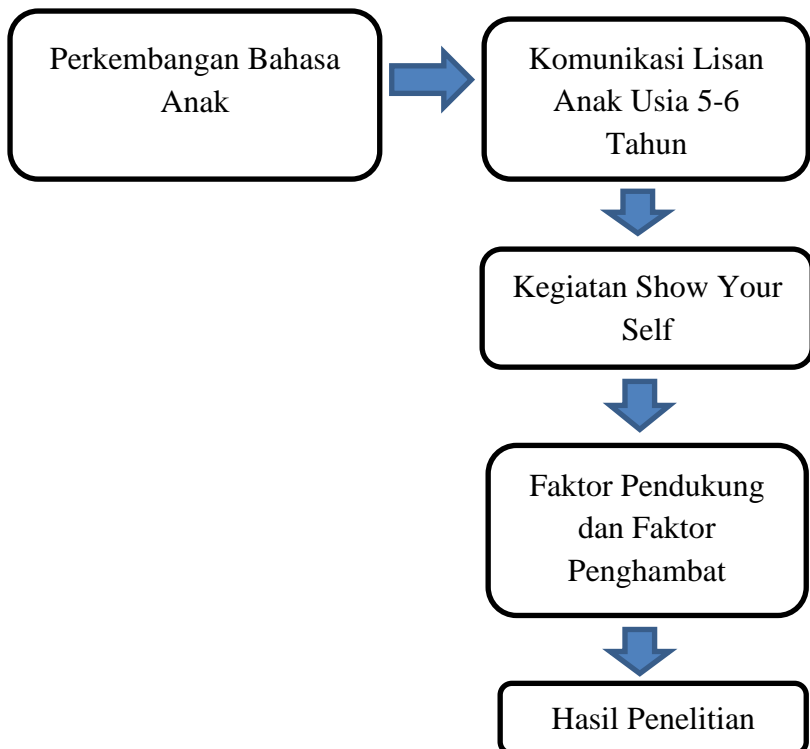 Perkembangan Bahasa
Anak
Komunikasi Lisan
Anak Usia 5-6
Tahun
Kegiatan Show Your
Self
Faktor Pendukung
dan Faktor
Penghambat
Hasil Penelitian